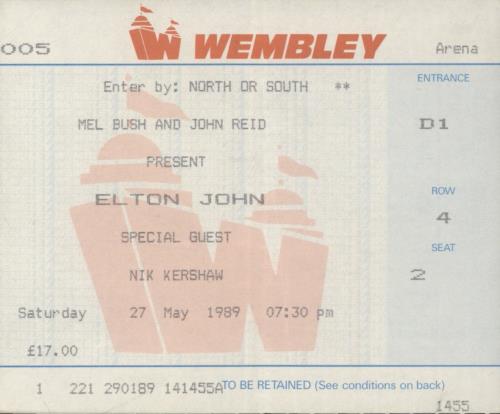 WEMBLEY
005 Arena
Enter by: NORTH OR SOUTH ** ENTRANCE
MEL BUSH AND JOHN REID D1
PRESENT
ELTON JOHN ROW
4
SPECIAL GUEST SEAT
NIK KERSHAW 2
Saturday 27 May 1989 07:30 pm
£17.00
1 221 290189 141455A TO BE RETAINED (See conditions on back)
1455